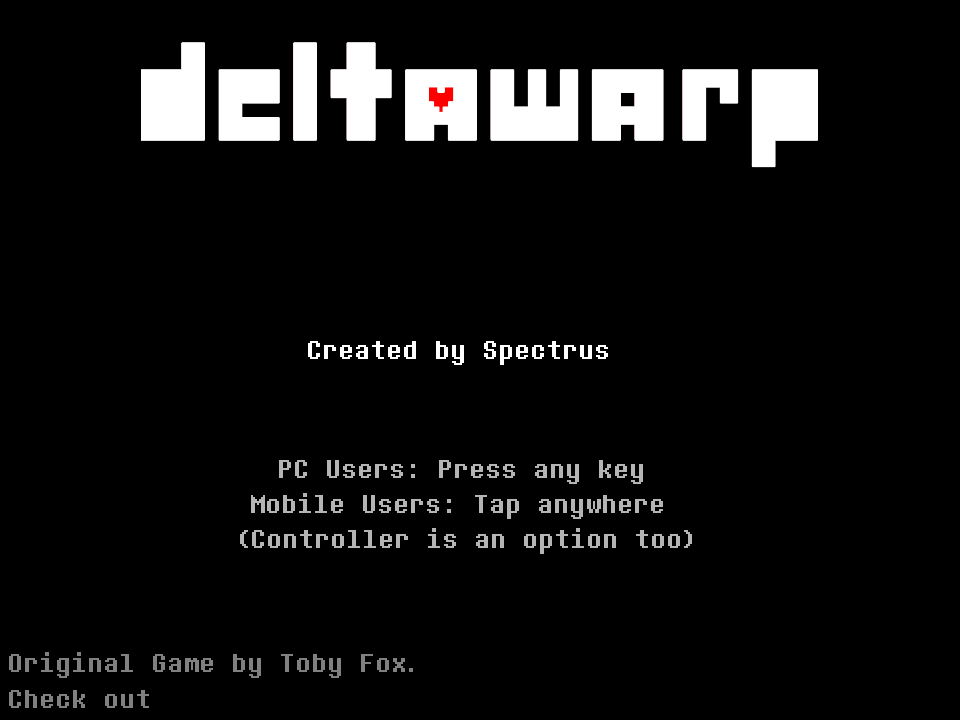 deltawarp
Created by Spectrus
PC Users: Press any key
Mobile Users: Tap anywhere
(Controller is an option too)
Original Game by Toby Fox.
Check out